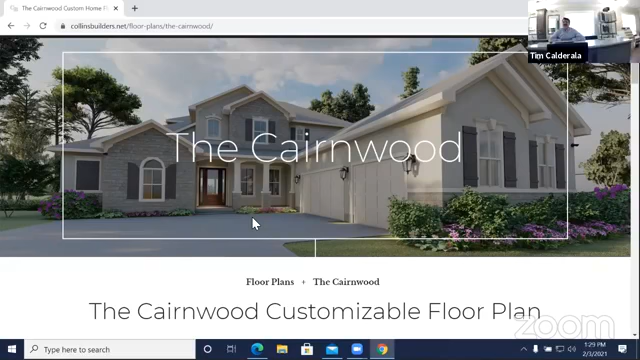 The Cairnwood Custom Home Fl
collinsbuilders.net/floor-plans/the-cairnwood/
Tim Calderala
The Cairnwood
Floor Plans + The Cairnwood
The Cairnwood Customizable Floor Plan
zoom
Type here to search
1:29 PM
2/3/2021